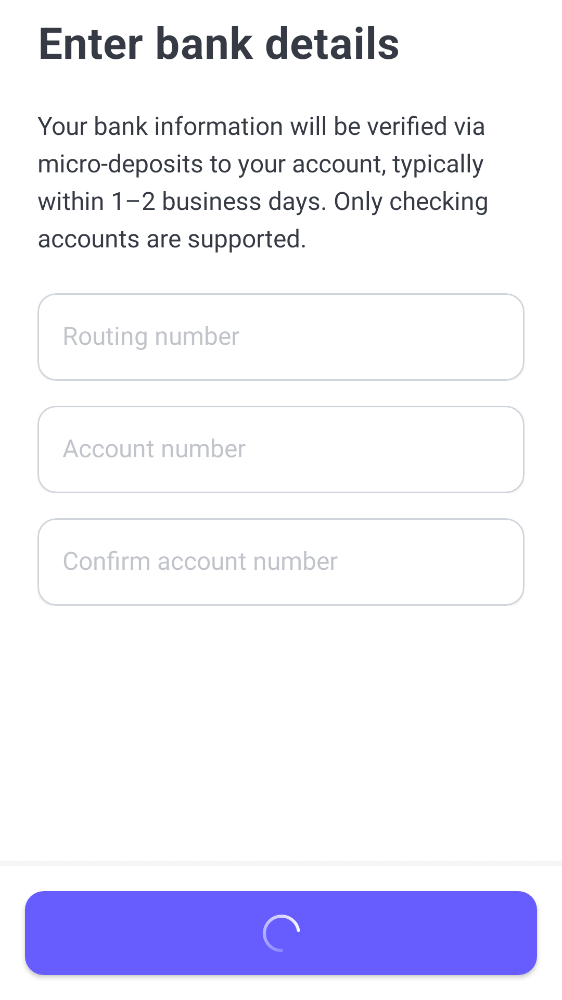 Enter bank details
Your bank information will be verified via
micro-deposits to your account, typically
within 1–2 business days. Only checking
accounts are supported.
Routing number
Account number
Confirm account number